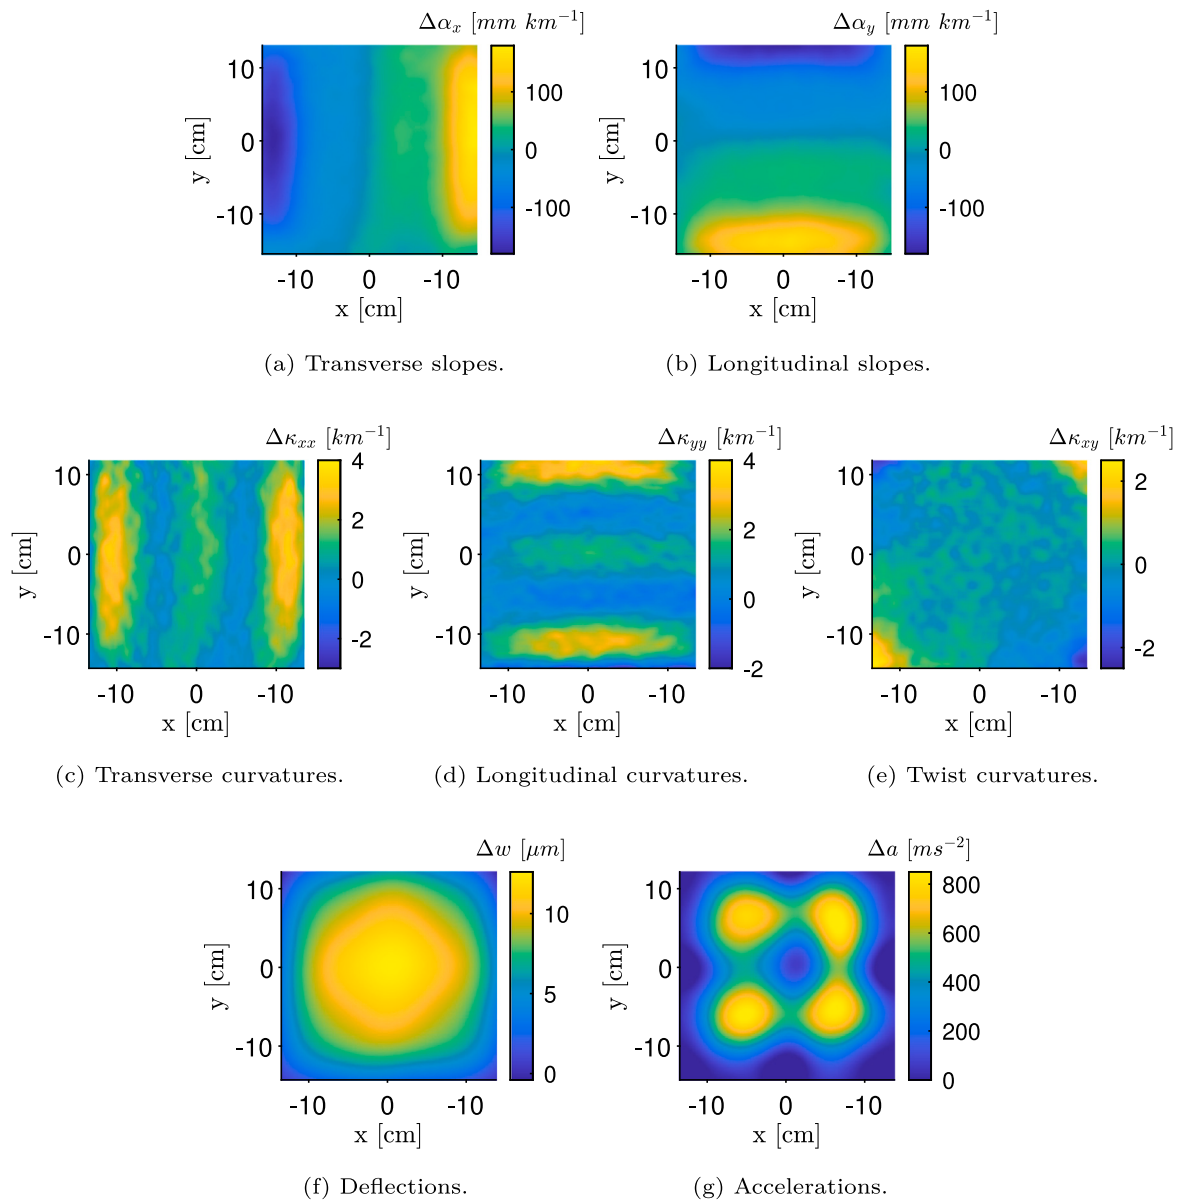 Δα_x [mm km⁻¹]
10
0
-10
y [cm]
-10 0 -10
x [cm]
100
0
-100
(a) Transverse slopes.
Δα_y [mm km⁻¹]
10
0
-10
y [cm]
-10 0 -10
x [cm]
100
0
-100
(b) Longitudinal slopes.
Δκ_xx [km⁻¹]
10
0
-10
y [cm]
-10 0 -10
x [cm]
4
2
0
-2
(c) Transverse curvatures.
Δκ_yy [km⁻¹]
10
0
-10
y [cm]
-10 0 -10
x [cm]
4
2
0
-2
(d) Longitudinal curvatures.
Δκ_xy [km⁻¹]
10
0
-10
y [cm]
-10 0 -10
x [cm]
2
0
-2
(e) Twist curvatures.
Δw [μm]
10
0
-10
y [cm]
-10 0 -10
x [cm]
10
5
0
(f) Deflections.
Δa [ms⁻²]
10
0
-10
y [cm]
-10 0 -10
x [cm]
800
600
400
200
0
(g) Accelerations.